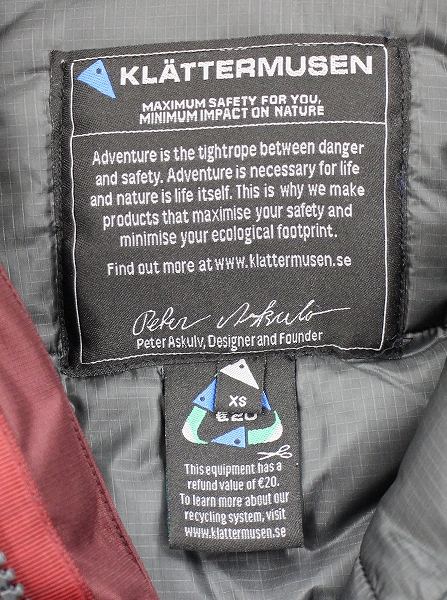 KLÄTTERMUSEN
MAXIMUM SAFETY FOR YOU,
MINIMUM IMPACT ON NATURE
Adventure is the tightrope between danger
and safety. Adventure is necessary for life
and nature is life itself. This is why we make
products that maximise your safety and
minimise your ecological footprint.
Find out more at www.klattermusen.se
Peter Askulv
Peter Askulv, Designer and Founder
XS
€20
This equipment has a
refund value of €20.
To learn more about our
recycling system, visit
www.klattermusen.se